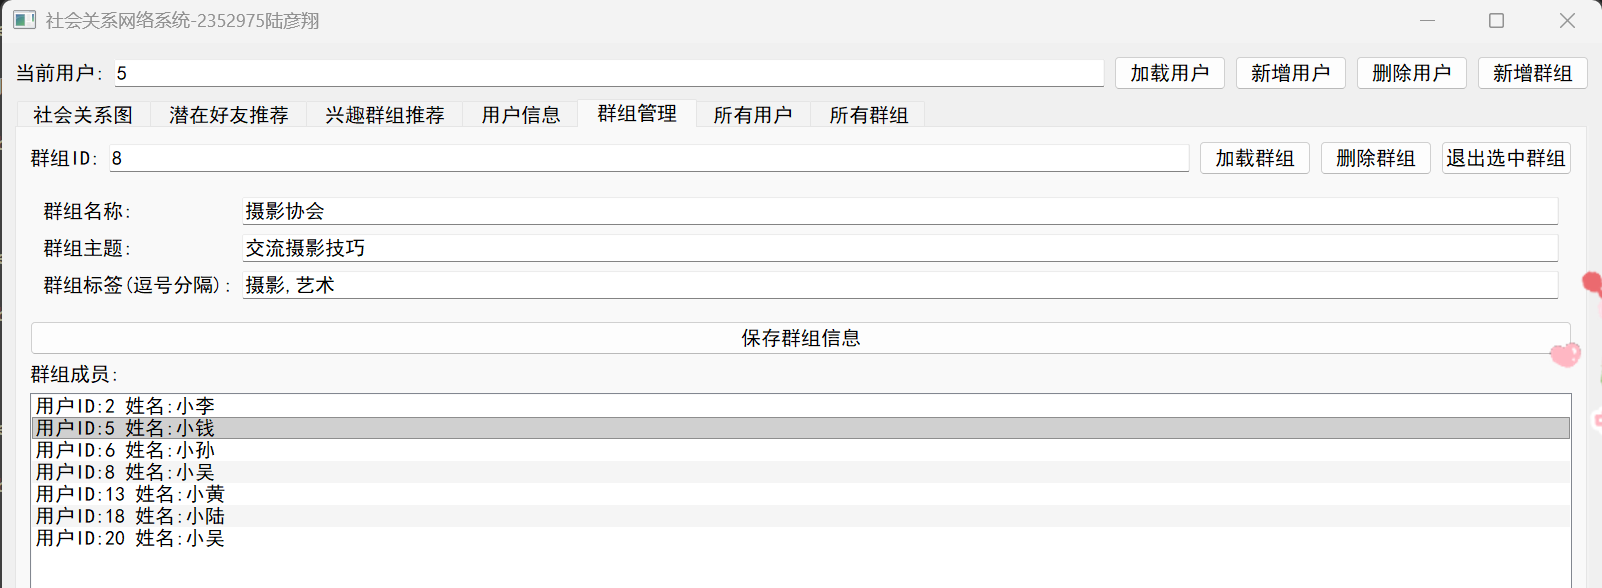 社会关系网络系统-2352975陆彦翔
当前用户: 5 加载用户 新增用户 删除用户 新增群组
社会关系图 潜在好友推荐 兴趣群组推荐 用户信息 群组管理 所有用户 所有群组
群组ID: 8 加载群组 删除群组 退出选中群组
群组名称: 摄影协会
群组主题: 交流摄影技巧
群组标签(逗号分隔): 摄影,艺术
保存群组信息
群组成员:
用户ID:2 姓名:小李
用户ID:5 姓名:小钱
用户ID:6 姓名:小孙
用户ID:8 姓名:小吴
用户ID:13 姓名:小黄
用户ID:18 姓名:小陆
用户ID:20 姓名:小吴